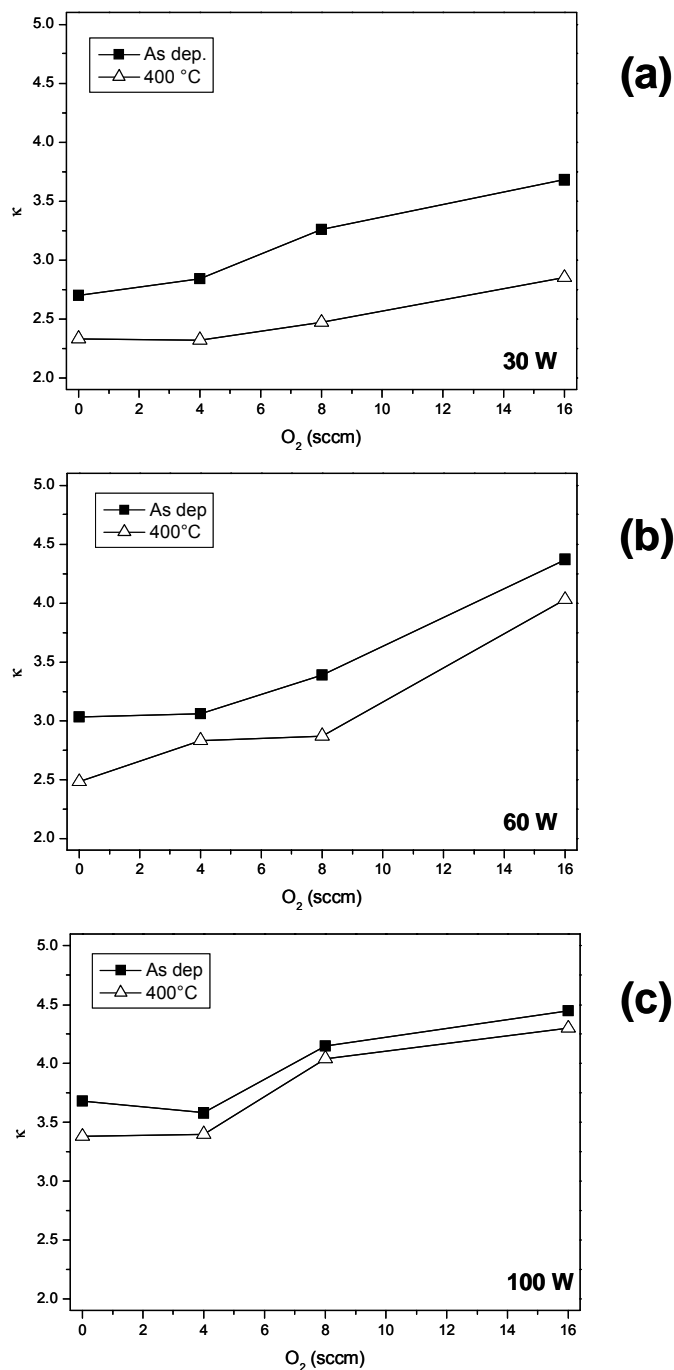 As dep.
400 °C
(a)
5.0
4.5
4.0
3.5
3.0
2.5
2.0
κ
30 W
0 2 4 6 8 10 12 14 16
O₂ (sccm)
As dep
400°C
(b)
5.0
4.5
4.0
3.5
3.0
2.5
2.0
κ
60 W
0 2 4 6 8 10 12 14 16
O₂ (sccm)
As dep
400°C
(c)
5.0
4.5
4.0
3.5
3.0
2.5
2.0
κ
100 W
0 2 4 6 8 10 12 14 16
O₂ (sccm)